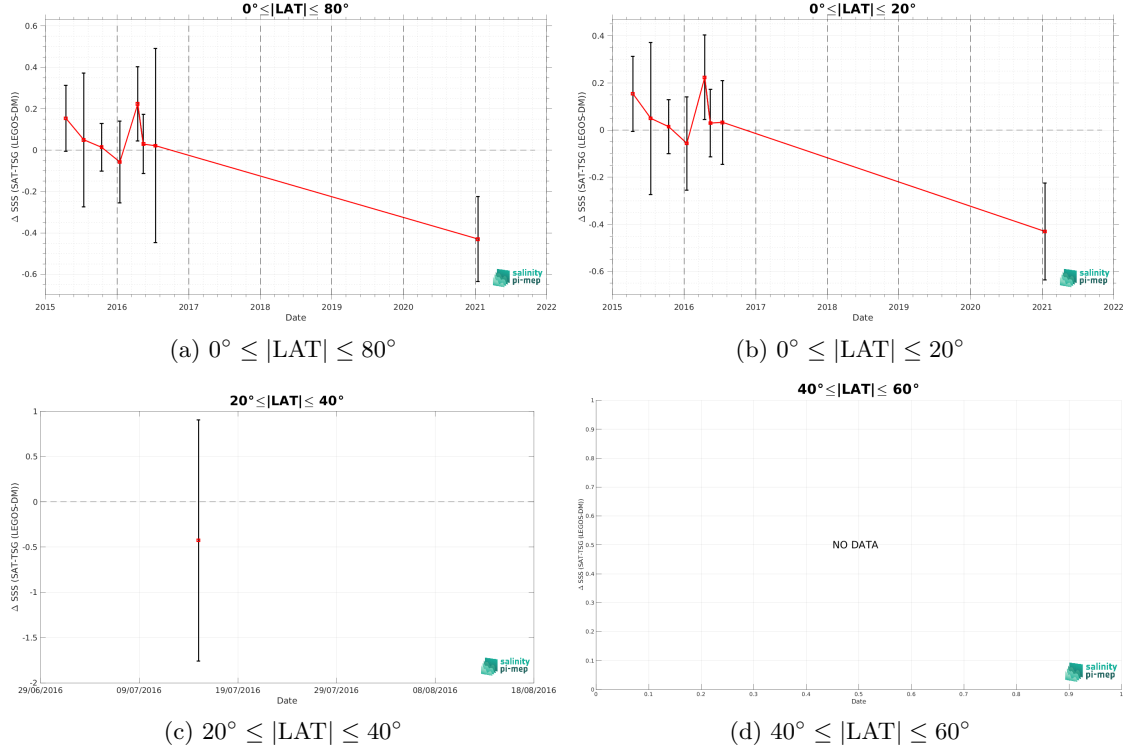 0°≤|LAT|≤ 80°
0.6
0.4
0.2
0
-0.2
-0.4
-0.6
Δ SSS (SAT-TSG (LEGOS-DM))
2015 2016 2017 2018 2019 2020 2021 2022
Date
salinity
pi-mep
(a) 0° ≤ |LAT| ≤ 80°
0°≤|LAT|≤ 20°
0.4
0.2
0
-0.2
-0.4
-0.6
Δ SSS (SAT-TSG (LEGOS-DM))
2015 2016 2017 2018 2019 2020 2021 2022
Date
salinity
pi-mep
(b) 0° ≤ |LAT| ≤ 20°
20°≤|LAT|≤ 40°
1
0.5
0
-0.5
-1
-1.5
-2
Δ SSS (SAT-TSG (LEGOS-DM))
29/06/2016 09/07/2016 19/07/2016 29/07/2016 08/08/2016 18/08/2016
Date
salinity
pi-mep
(c) 20° ≤ |LAT| ≤ 40°
40°≤|LAT|≤ 60°
1
0.9
0.8
0.7
0.6
0.5
0.4
0.3
0.2
0.1
0
Δ SSS (SAT-TSG (LEGOS-DM))
NO DATA
0 0.1 0.2 0.3 0.4 0.5 0.6 0.7 0.8 0.9 1
Date
salinity
pi-mep
(d) 40° ≤ |LAT| ≤ 60°